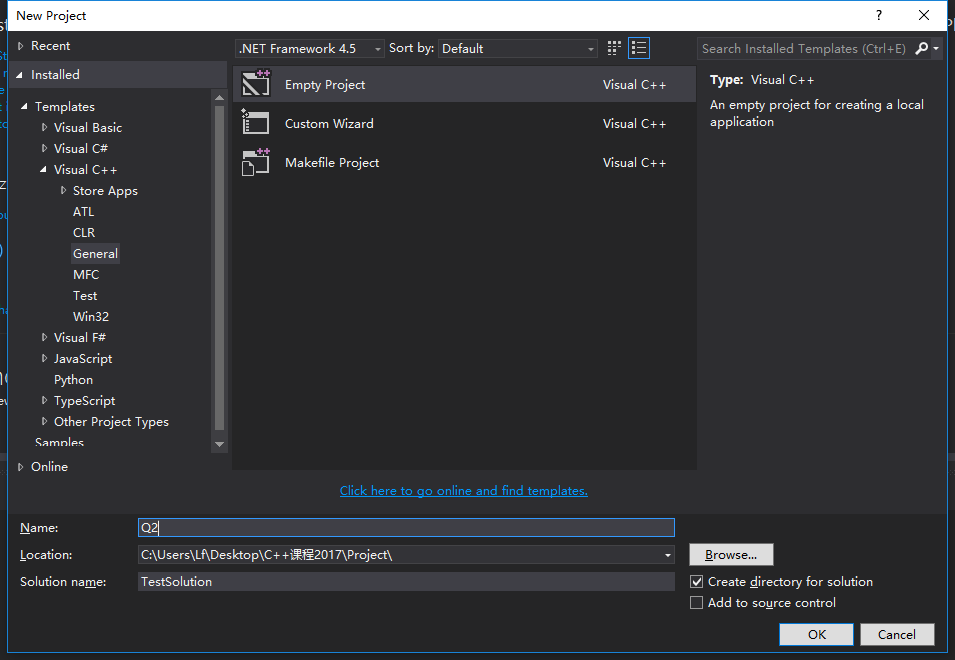 New Project
?
Recent
.NET Framework 4.5
Sort by:
Default
Search Installed Templates (Ctrl+E)
Installed
Templates
Visual Basic
Visual C#
Visual C++
Store Apps
ATL
CLR
General
MFC
Test
Win32
Visual F#
JavaScript
Python
TypeScript
Other Project Types
Samples
Online
Empty Project Visual C++
Custom Wizard Visual C++
Makefile Project Visual C++
Type: Visual C++
An empty project for creating a local
application
Click here to go online and find templates.
Name: Q2
Location: C:\Users\Lf\Desktop\C++课程2017\Project\
Browse...
Solution name: TestSolution
Create directory for solution
Add to source control
OK
Cancel